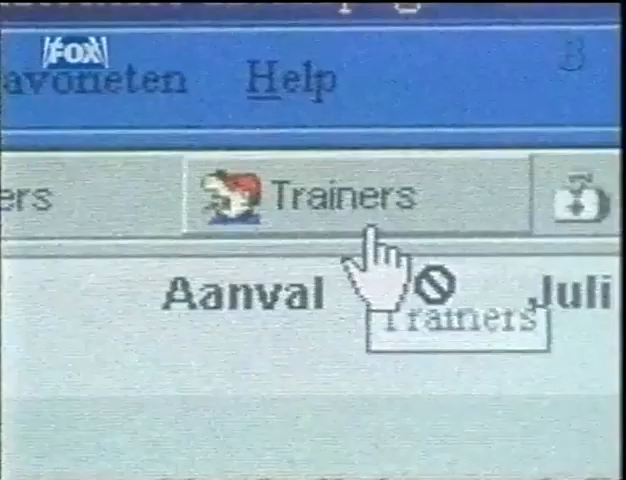 FOX
avorieten Help
ers Trainers
Aanval Juli
Trainers